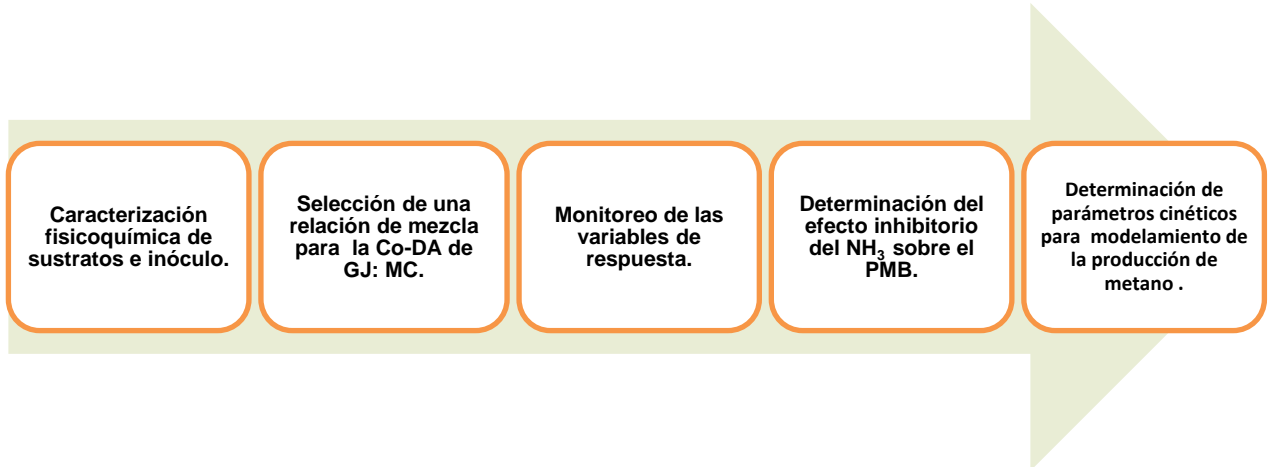 Caracterización
fisicoquímica de
sustratos e inóculo.
Selección de una
relación de mezcla
para la Co-DA de
GJ: MC.
Monitoreo de las
variables de
respuesta.
Determinación del
efecto inhibitorio
del NH₃ sobre el
PMB.
Determinación de
parámetros cinéticos
para modelamiento de
la producción de
metano .